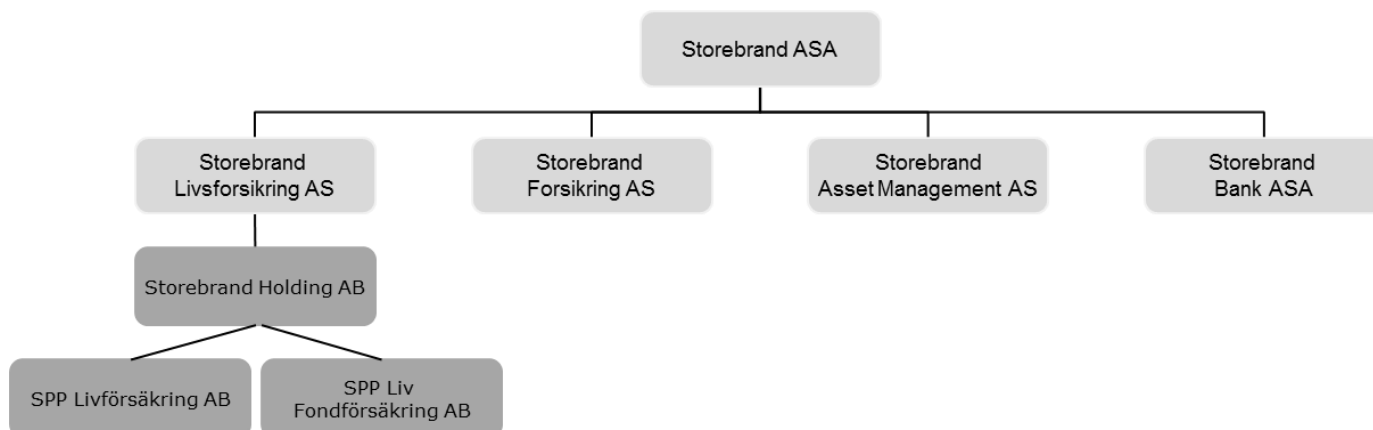 Storebrand ASA
Storebrand
Livsforsikring AS
Storebrand
Forsikring AS
Storebrand
Asset Management AS
Storebrand
Bank ASA
Storebrand Holding AB
SPP Livförsäkring AB
SPP Liv
Fondförsäkring AB